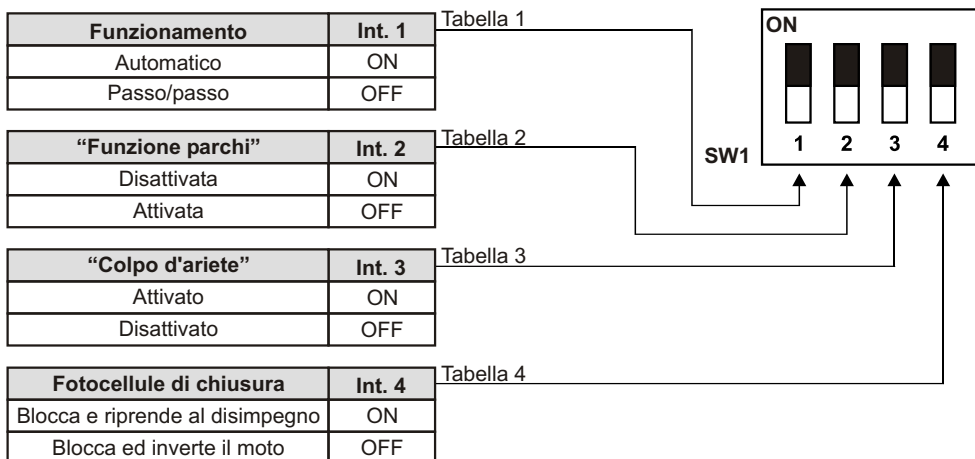 Funzionamento Int. 1
Automatico ON
Passo/passo OFF
Tabella 1
“Funzione parchi” Int. 2
Disattivata ON
Attivata OFF
Tabella 2
“Colpo d'ariete” Int. 3
Attivato ON
Disattivato OFF
Tabella 3
Fotocellule di chiusura Int. 4
Blocca e riprende al disimpegno ON
Blocca ed inverte il moto OFF
Tabella 4
ON
1 2 3 4
SW1